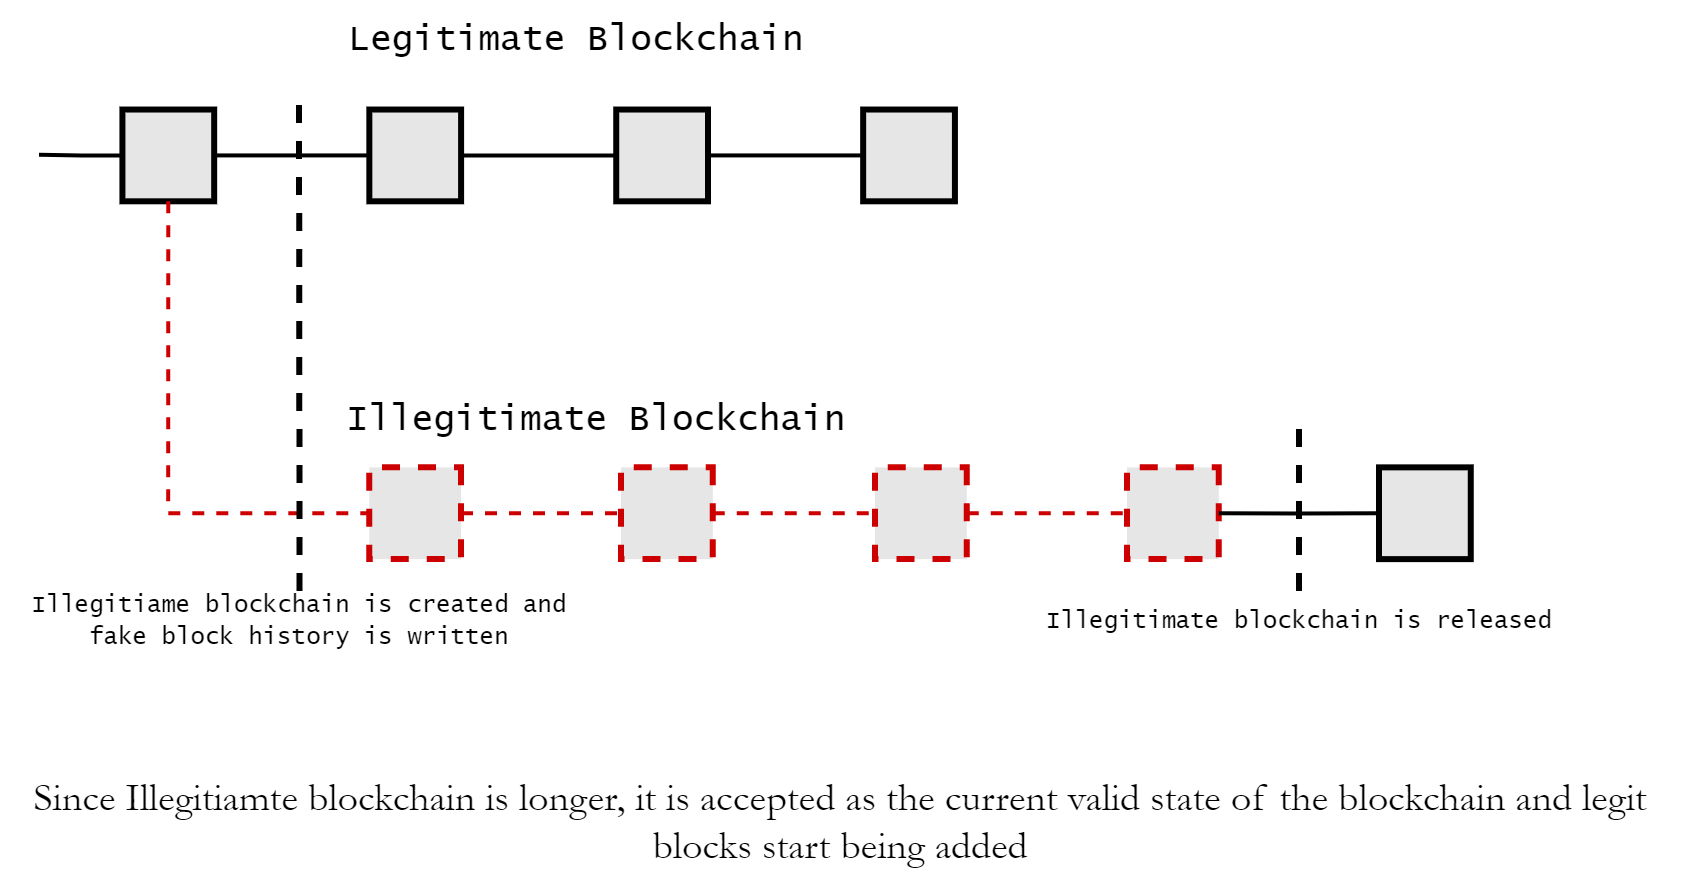 Legitimate Blockchain
Illegitimate Blockchain
Illegitiame blockchain is created and
fake block history is written
Illegitimate blockchain is released
Since Illegitiamte blockchain is longer, it is accepted as the current valid state of the blockchain and legit
blocks start being added